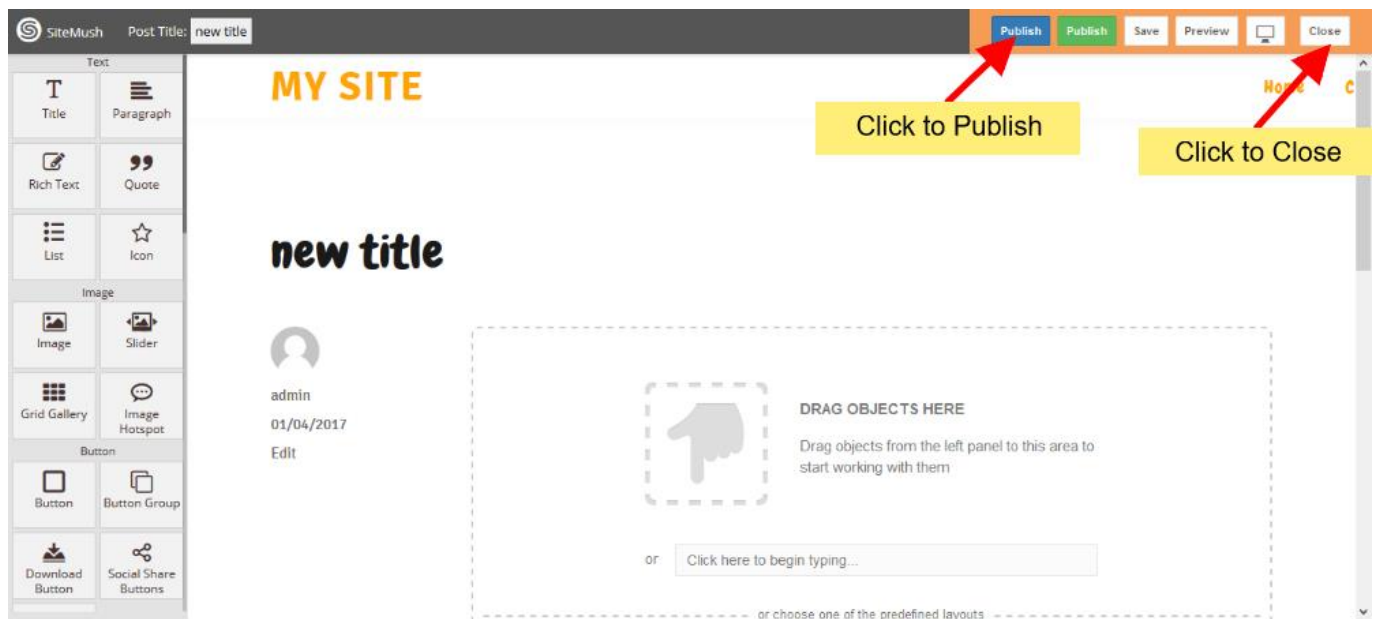 SiteMush Post Title: new title Publish Publish Save Preview Close
Text
Title Paragraph
Rich Text Quote
List Icon
Image
Image Slider
Grid Gallery Image
Hotspot
Button
Button Button Group
Download Social Share
Button Buttons
MY SITE
Home C
Click to Publish
Click to Close
new title
admin
01/04/2017
Edit
DRAG OBJECTS HERE
Drag objects from the left panel to this area to
start working with them
or Click here to begin typing...
or choose one of the predefined layouts